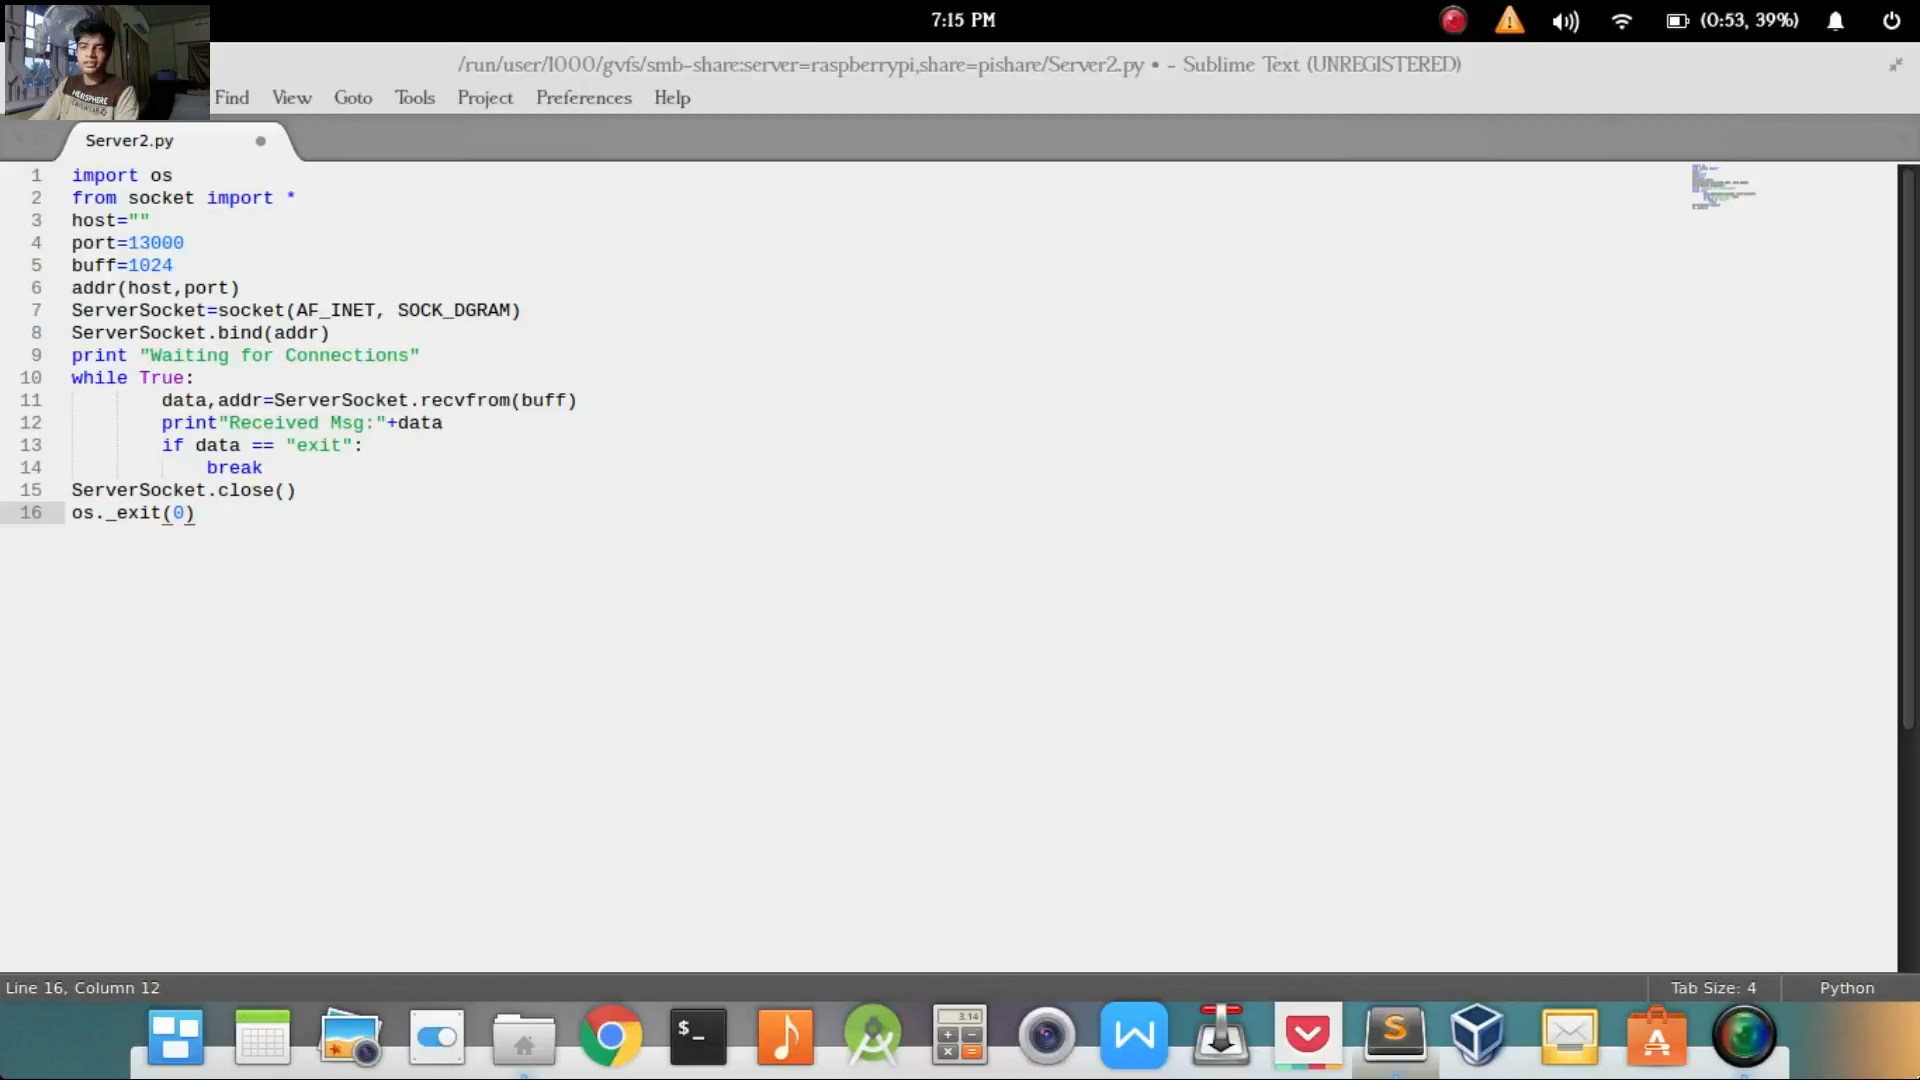 7:15 PM
(0:53, 39%)
/run/user/1000/gvfs/smb-share:server=raspberrypi,share=pishare/Server2.py • - Sublime Text (UNREGISTERED)
HEMSPHERE
Find View Goto Tools Project Preferences Help
Server2.py
1 import os
2 from socket import *
3 host=""
4 port=13000
5 buff=1024
6 addr(host,port)
7 ServerSocket=socket(AF_INET, SOCK_DGRAM)
8 ServerSocket.bind(addr)
9 print "Waiting for Connections"
10 while True:
11 data,addr=ServerSocket.recvfrom(buff)
12 print"Received Msg:"+data
13 if data == "exit":
14 break
15 ServerSocket.close()
16 os._exit(0)
Line 16, Column 12
Tab Size: 4
Python
$_
3.14